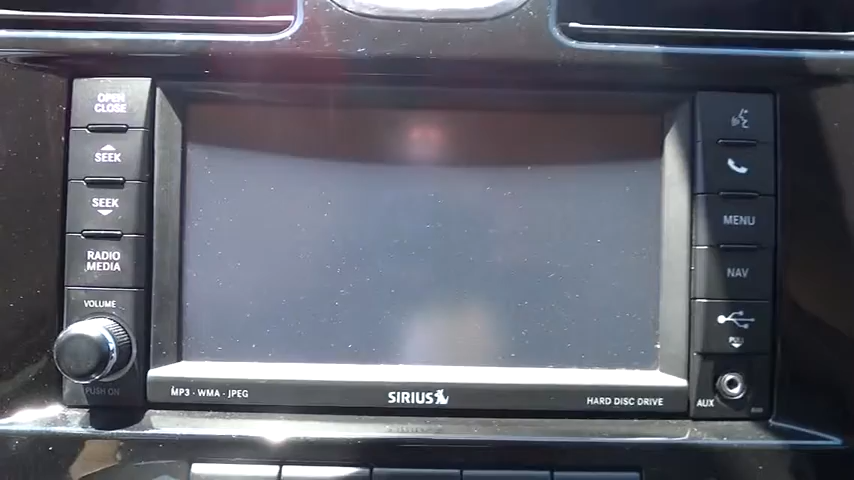 OPEN
CLOSE
SEEK
SEEK
RADIO
MEDIA
VOLUME
PUSH ON
MENU
NAV
MP3 · WMA · JPEG
SIRIUS
HARD DISC DRIVE
AUX